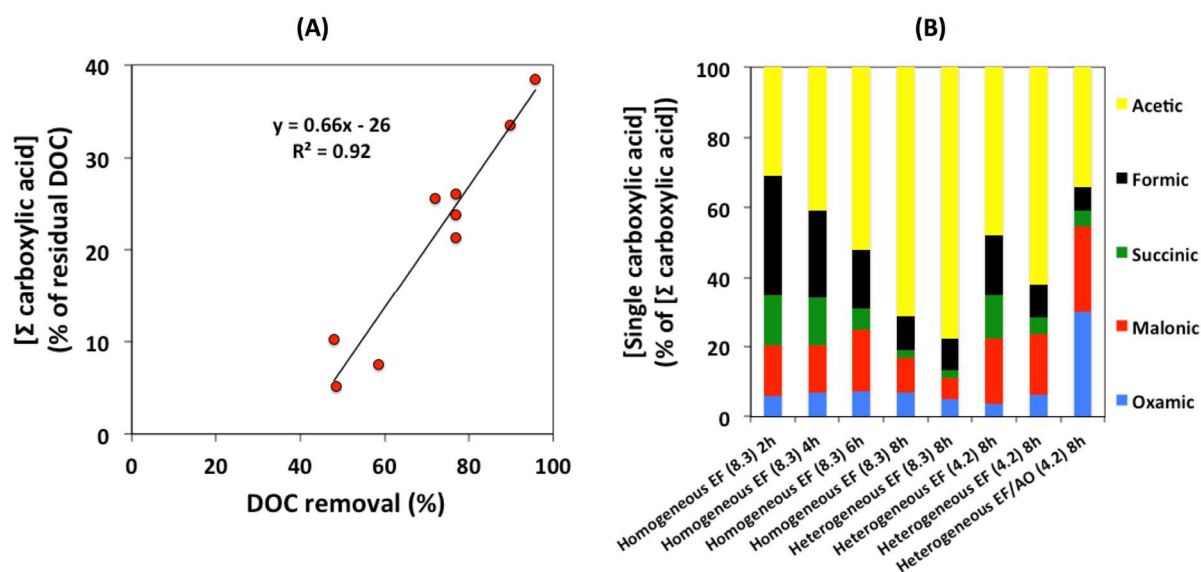 (A)
[Σ carboxylic acid]
(% of residual DOC)
40
30
20
10
0
y = 0.66x - 26
R² = 0.92
0 20 40 60 80 100
DOC removal (%)
(B)
[Single carboxylic acid]
(% of [Σ carboxylic acid])
100
80
60
40
20
0
Homogeneous EF (8.3) 2h
Homogeneous EF (8.3) 4h
Homogeneous EF (8.3) 6h
Homogeneous EF (8.3) 8h
Heterogeneous EF (8.3) 8h
Heterogeneous EF (4.2) 8h
Heterogeneous EF (4.2) 8h
Heterogeneous EF/AO (4.2) 8h
Acetic
Formic
Succinic
Malonic
Oxamic